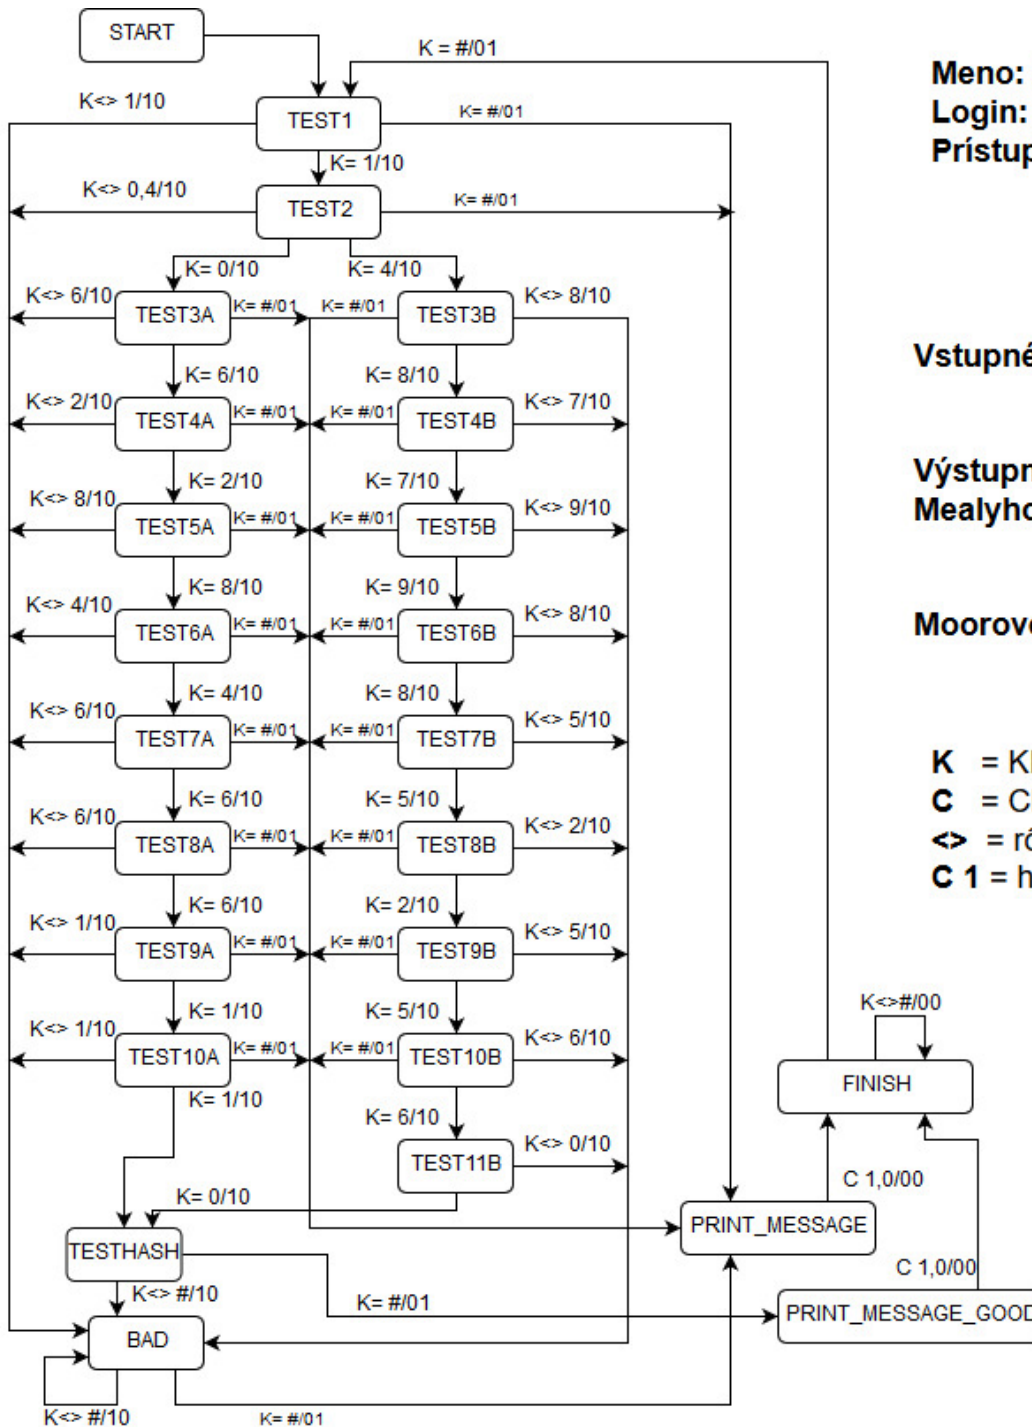 START
K = #/01
Meno:
Login:
K<> 1/10
TEST1
K= #/01
K= 1/10
K<> 0,4/10
TEST2
K= #/01
K= 0/10
K= 4/10
K<> 6/10
TEST3A
K= #/01
K= #/01
TEST3B
K<> 8/10
K= 6/10
K= 8/10
K<> 2/10
TEST4A
K= #/01
K= #/01
TEST4B
K<> 7/10
K= 2/10
K= 7/10
K<> 8/10
TEST5A
K= #/01
K= #/01
TEST5B
K<> 9/10
K= 8/10
K= 9/10
K<> 4/10
TEST6A
K= #/01
K= #/01
TEST6B
K<> 8/10
K= 4/10
K= 8/10
K<> 6/10
TEST7A
K= #/01
K= #/01
TEST7B
K<> 5/10
K= 6/10
K= 5/10
K<> 6/10
TEST8A
K= #/01
K= #/01
TEST8B
K<> 2/10
K= 6/10
K= 2/10
K<> 1/10
TEST9A
K= #/01
K= #/01
TEST9B
K<> 5/10
K= 1/10
K= 5/10
K<> 1/10
TEST10A
K= #/01
K= #/01
TEST10B
K<> 6/10
K= 1/10
K= 6/10
TEST11B
K<> 0/10
K= 0/10
TESTHASH
K<> #/10
K= #/01
BAD
K<> #/10
K= #/01
K<>#/00
FINISH
C 1,0/00
PRINT_MESSAGE
C 1,0/00
PRINT_MESSAGE_GOOD
K =
C =
<> =
C 1 =